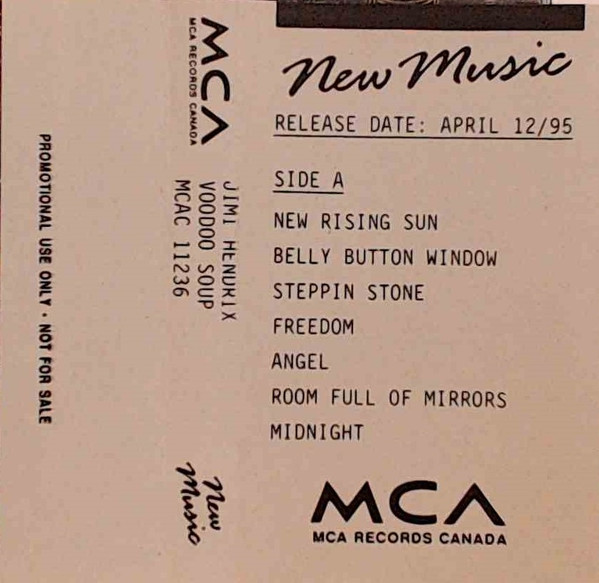 PROMOTIONAL USE ONLY · NOT FOR SALE
MCA
MCA RECORDS CANADA
JIMI HENDRIX
VOODOO SOUP
MCAC 11236
New
Music
New Music
RELEASE DATE: APRIL 12/95
SIDE A
NEW RISING SUN
BELLY BUTTON WINDOW
STEPPIN STONE
FREEDOM
ANGEL
ROOM FULL OF MIRRORS
MIDNIGHT
MCA
MCA RECORDS CANADA